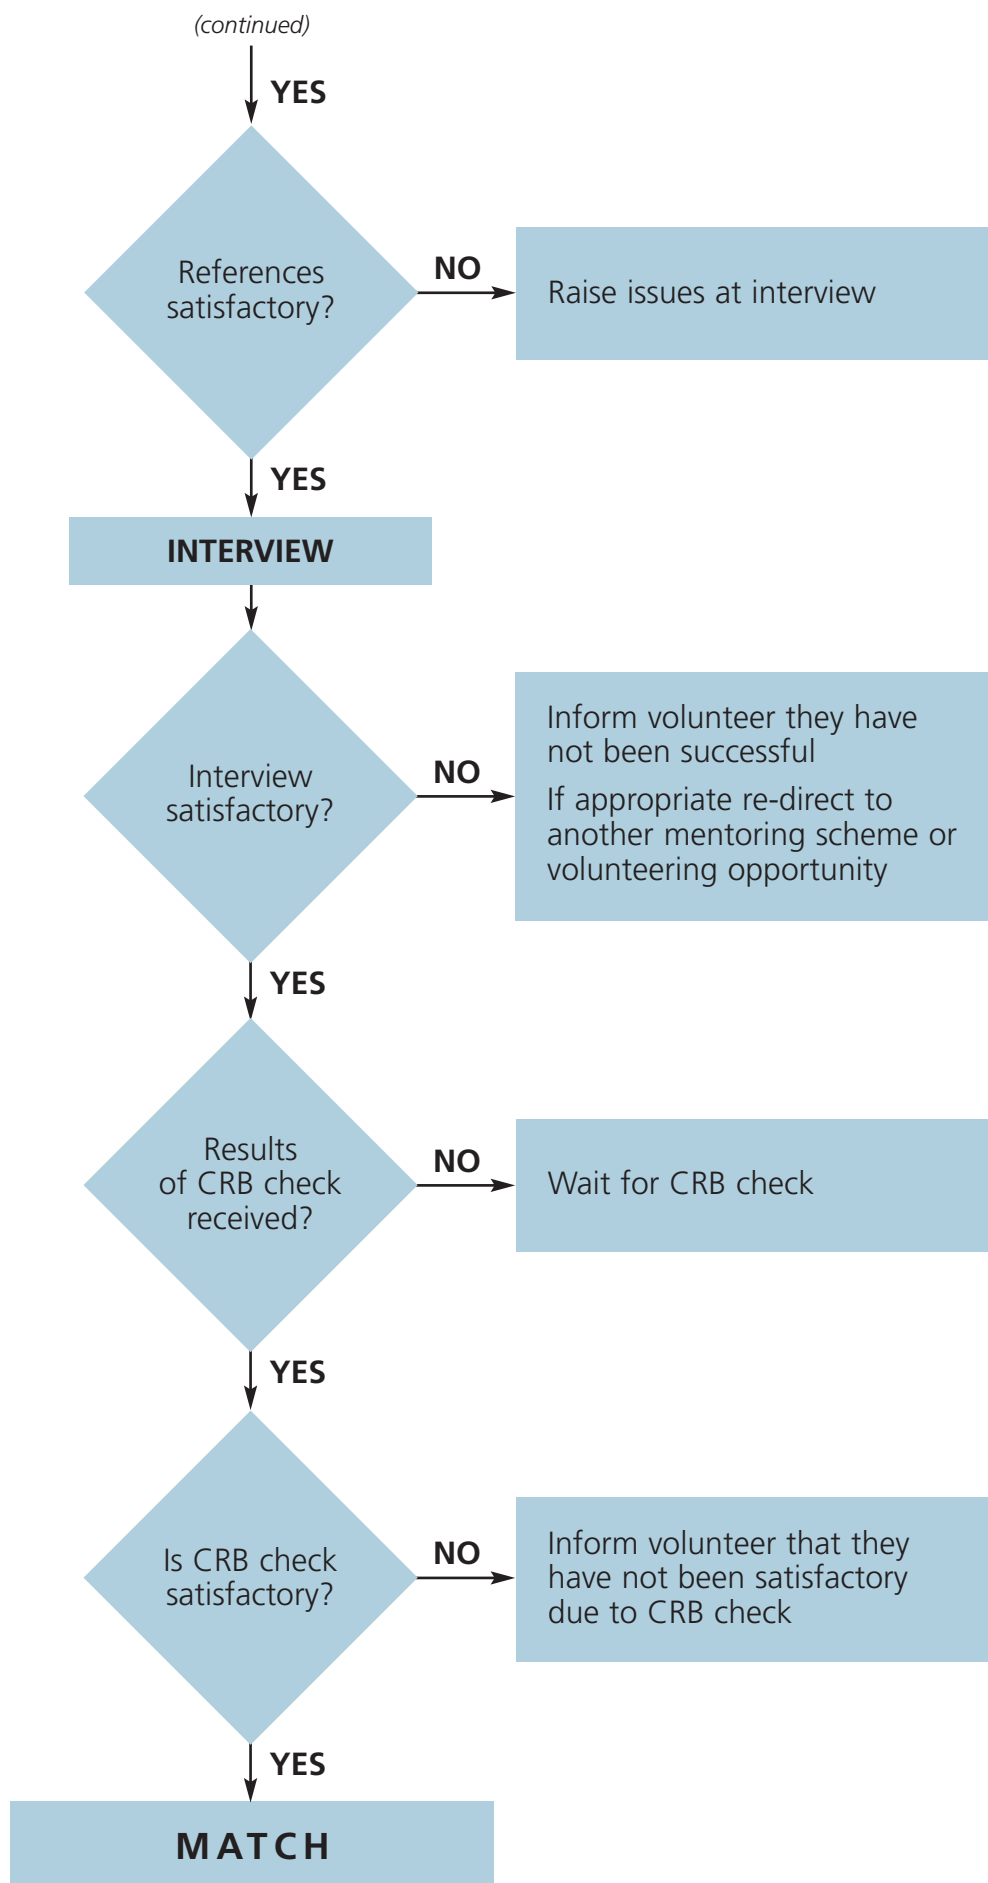 (continued)
YES
References
satisfactory?
NO
Raise issues at interview
YES
INTERVIEW
Interview
satisfactory?
NO
Inform volunteer they have
not been successful
If appropriate re-direct to
another mentoring scheme or
volunteering opportunity
YES
Results
of CRB check
received?
NO
Wait for CRB check
YES
Is CRB check
satisfactory?
NO
Inform volunteer that they
have not been satisfactory
due to CRB check
YES
MATCH